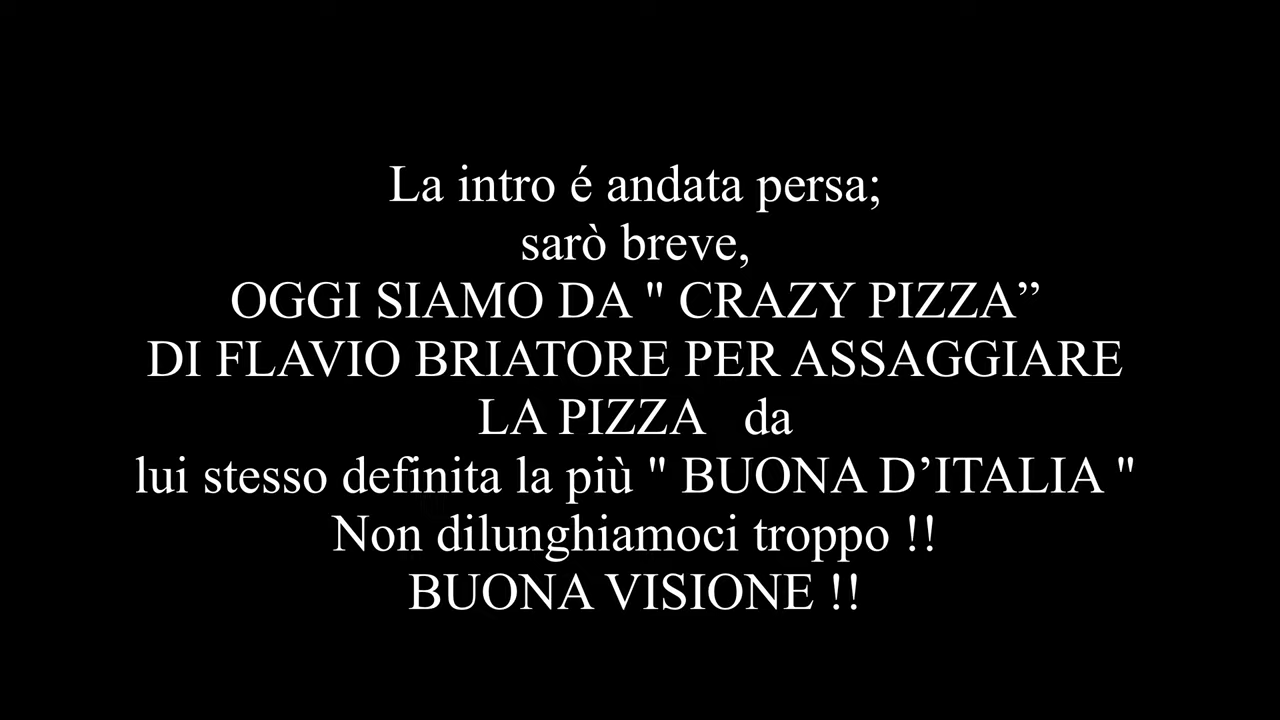 La intro é andata persa;
sarò breve,
OGGI SIAMO DA " CRAZY PIZZA”
DI FLAVIO BRIATORE PER ASSAGGIARE
LA PIZZA   da
lui stesso definita la più " BUONA D’ITALIA "
Non dilunghiamoci troppo !!
BUONA VISIONE !!